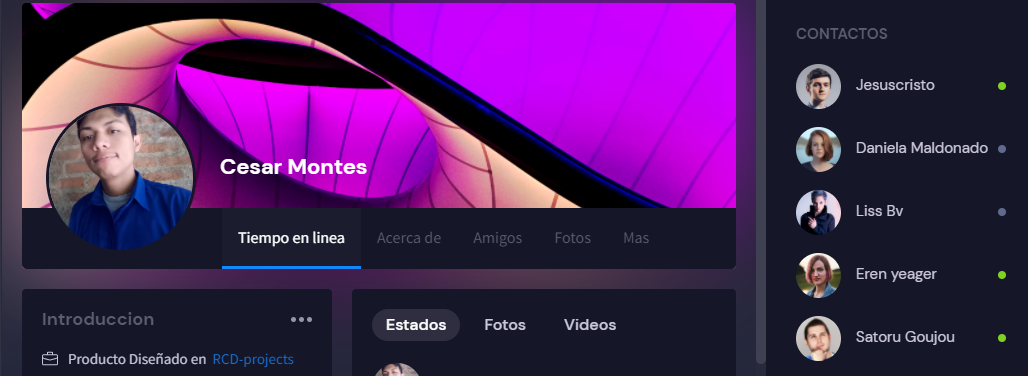 Cesar Montes
Tiempo en linea Acerca de Amigos Fotos Mas
Introduccion
Producto Diseñado en RCD-projects
Estados Fotos Videos
CONTACTOS
Jesuscristo
Daniela Maldonado
Liss Bv
Eren yeager
Satoru Goujou